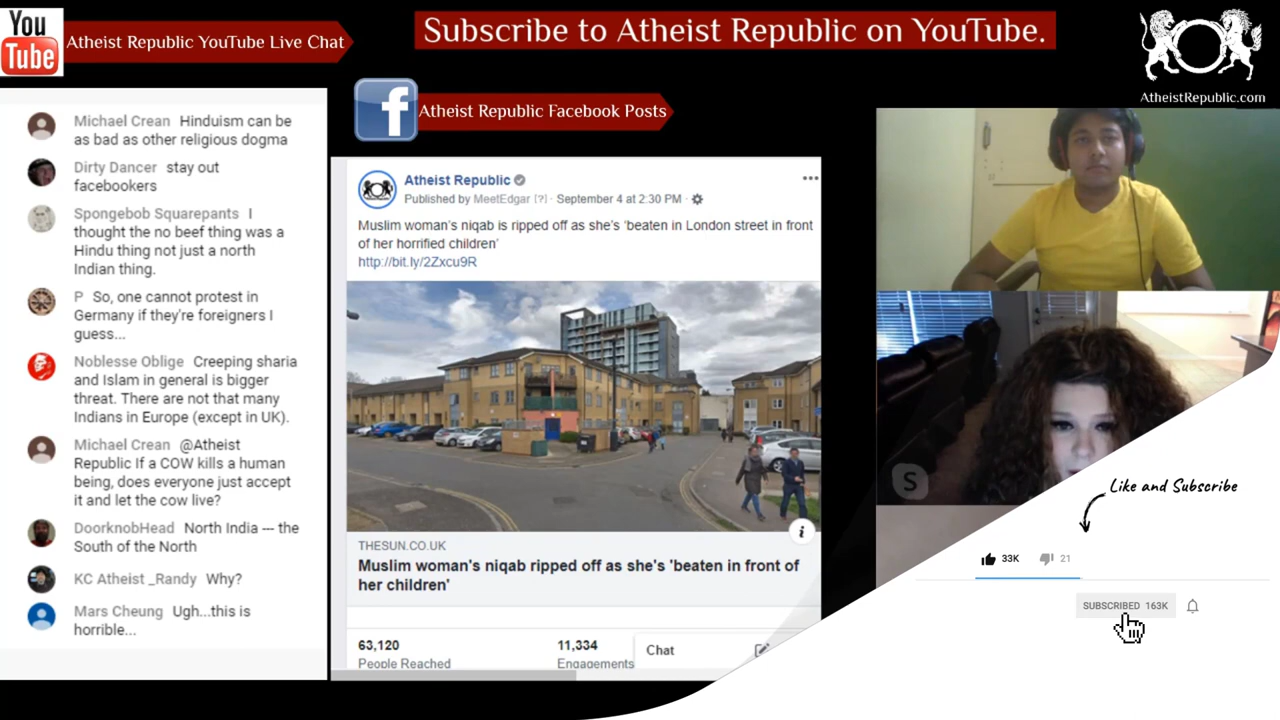 You
Tube
Atheist Republic YouTube Live Chat
Subscribe to Atheist Republic on YouTube.
AtheistRepublic.com
f
Atheist Republic Facebook Posts
Michael Crean Hinduism can be
as bad as other religious dogma
Dirty Dancer stay out
facebookers
Spongebob Squarepants I
thought the no beef thing was a
Hindu thing not just a north
Indian thing.
P So, one cannot protest in
Germany if they're foreigners I
guess...
Noblesse Oblige Creeping sharia
and Islam in general is bigger
threat. There are not that many
Indians in Europe (except in UK).
Michael Crean @Atheist
Republic If a COW kills a human
being, does everyone just accept
it and let the cow live?
DoorknobHead North India --- the
South of the North
KC Atheist _Randy Why?
Mars Cheung Ugh...this is
horrible...
Atheist Republic
Published by MeetEdgar [?] · September 4 at 2:30 PM ·
Muslim woman's niqab is ripped off as she's 'beaten in London street in front
of her horrified children'
http://bit.ly/2Zxcu9R
i
THESUN.CO.UK
Muslim woman's niqab ripped off as she's 'beaten in front of
her children'
63,120
People Reached
11,334
Engagements
Chat
S
Like and Subscribe
33K
21
SUBSCRIBED 163K